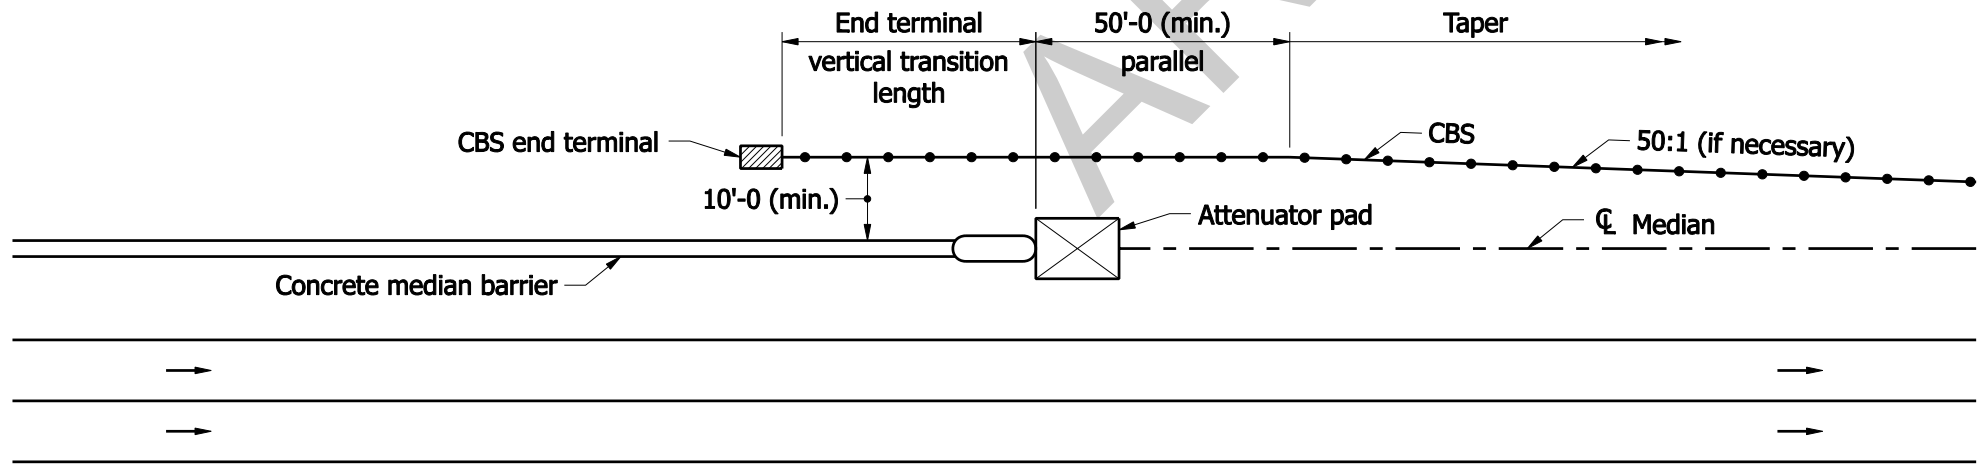 End terminal
vertical transition
length
50'-0 (min.)
parallel
Taper
CBS end terminal
CBS
50:1 (if necessary)
10'-0 (min.)
Attenuator pad
℄ Median
Concrete median barrier